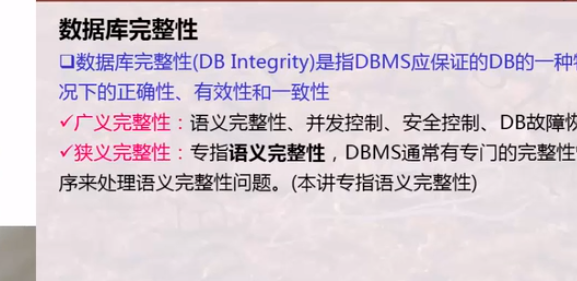 数据库完整性
❑数据库完整性(DB Integrity)是指DBMS应保证的DB的一种
况下的正确性、有效性和一致性
✓广义完整性：语义完整性、并发控制、安全控制、DB故障恢
✓狭义完整性：专指语义完整性，DBMS通常有专门的完整性
序来处理语义完整性问题。(本讲专指语义完整性)